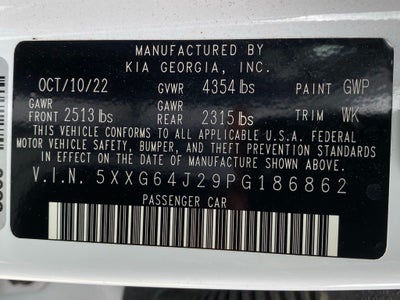 MANUFACTURED BY
KIA GEORGIA, INC.
OCT/10/22 GVWR 4354 lbs PAINT GWP
GAWR GAWR
FRONT 2513 lbs REAR 2315 lbs TRIM WK
THIS VEHICLE CONFORMS TO ALL APPLICABLE U.S.A. FEDERAL
MOTOR VEHICLE SAFETY, BUMPER, AND THEFT PREVENTION STANDARDS
IN EFFECT ON THE DATE OF MANUFACTURE SHOWN ABOVE.
V.I.N. 5XXG64J29PG186862
PASSENGER CAR